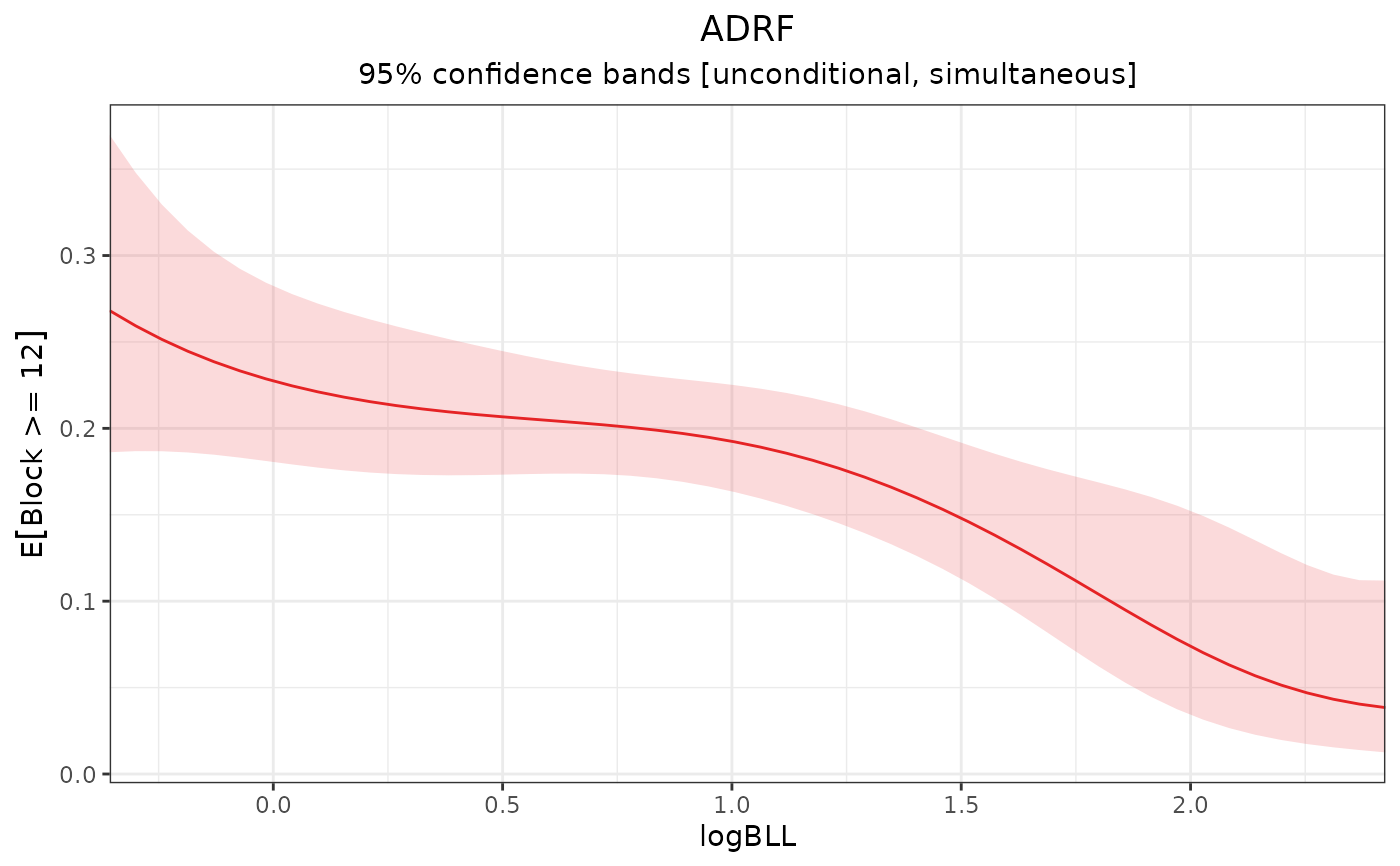 ADRF
95% confidence bands [unconditional, simultaneous]
E[Block >= 12]
0.3
0.2
0.1
0.0
0.0 0.5 1.0 1.5 2.0
logBLL